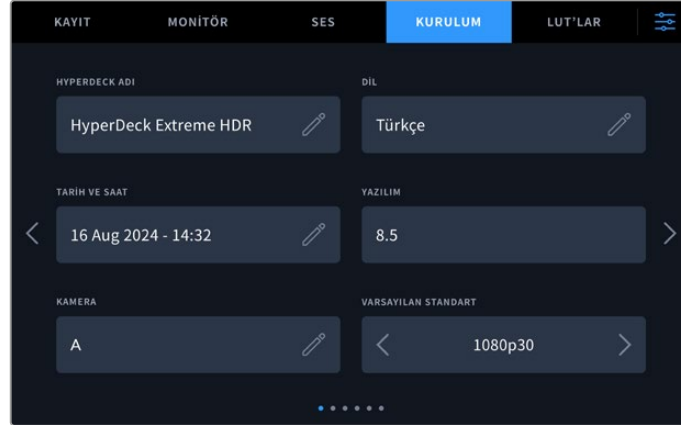 KAYIT MONİTÖR SES KURULUM LUT'LAR
HYPERDECK ADI DİL
HyperDeck Extreme HDR Türkçe
TARİH VE SAAT YAZILIM
16 Aug 2024 - 14:32 8.5
KAMERA VARSAYILAN STANDART
A 1080p30